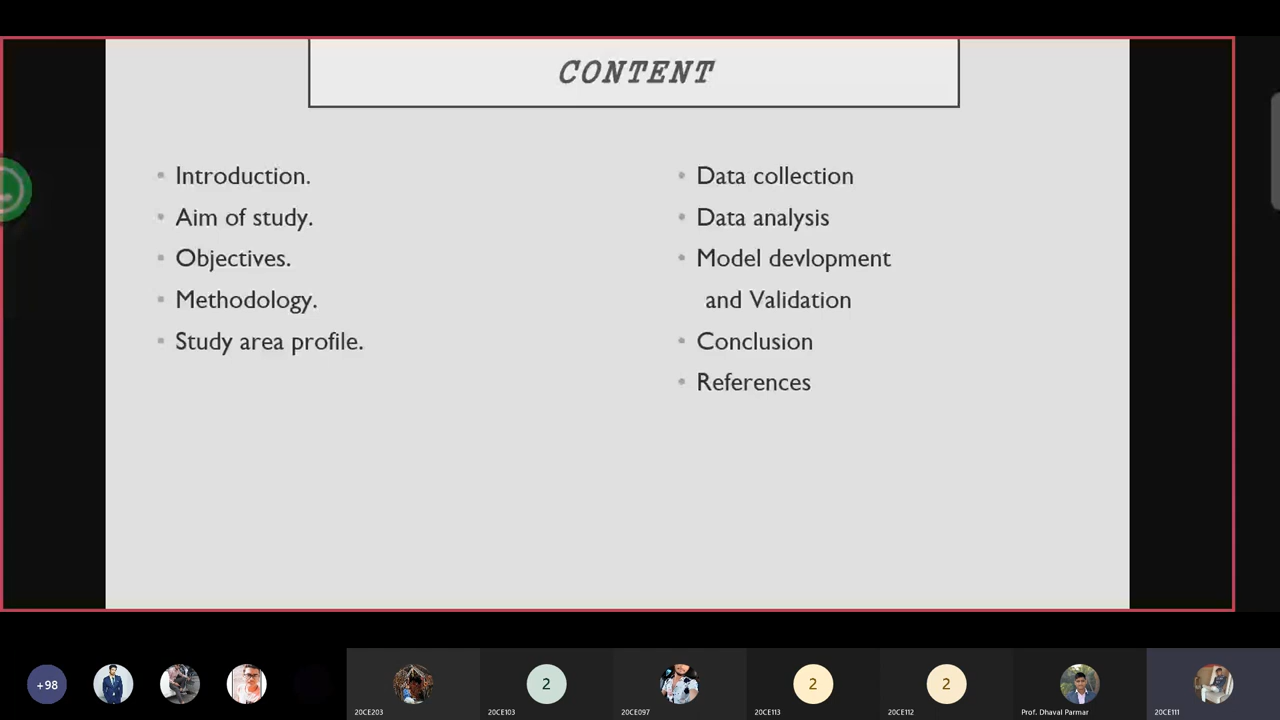 CONTENT
Introduction.
Aim of study.
Objectives.
Methodology.
Study area profile.
Data collection
Data analysis
Model devlopment
and Validation
Conclusion
References
+98
20CE203
2
20CE103
20CE097
2
20CE113
2
20CE112
Prof. Dhaval Parmar
20CE111